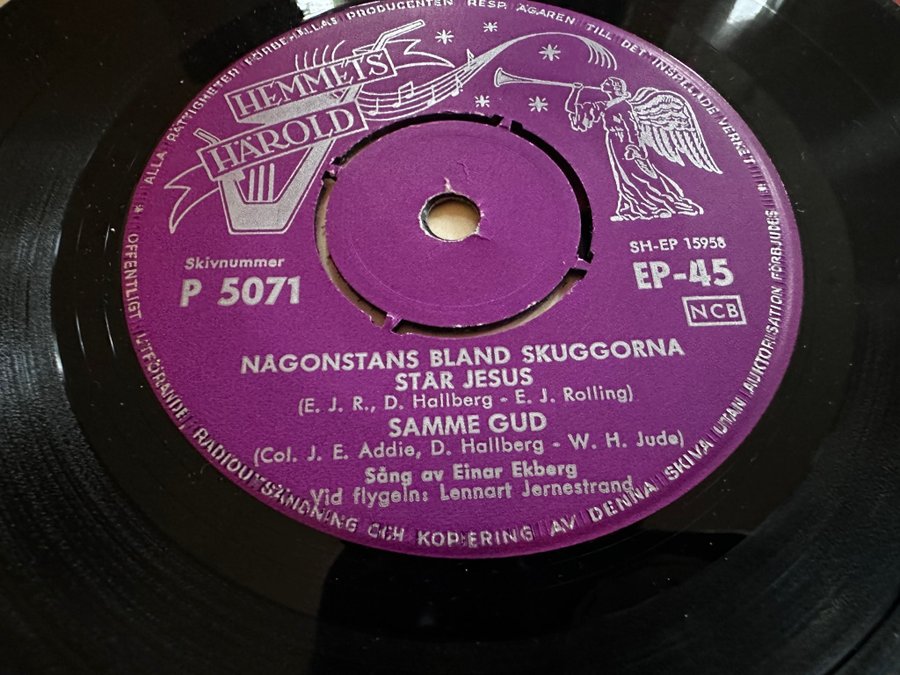 ALLA RÄTTIGHETER FÖRBEHÅLLAS PRODUCENTEN RESP. ÄGAREN TILL DET INSPELADE VERKET
HEMMETS
HÄROLD
Skivnummer
P 5071
SH-EP 15958
EP-45
NCB
NÅGONSTANS BLAND SKUGGORNA
STÅR JESUS
(E. J. R., D. Hallberg - E. J. Rolling)
SAMME GUD
(Col. J. E. Addie, D. Hallberg - W. H. Jude)
Sång av Einar Ekberg
Vid flygeln: Lennart Jernestrand
OFFENTLIGT UTFÖRANDE, RADIOUTSÄNDNING OCH KOPIERING AV DENNA SKIVA UTAN AUKTORISATION FÖRBJUDES